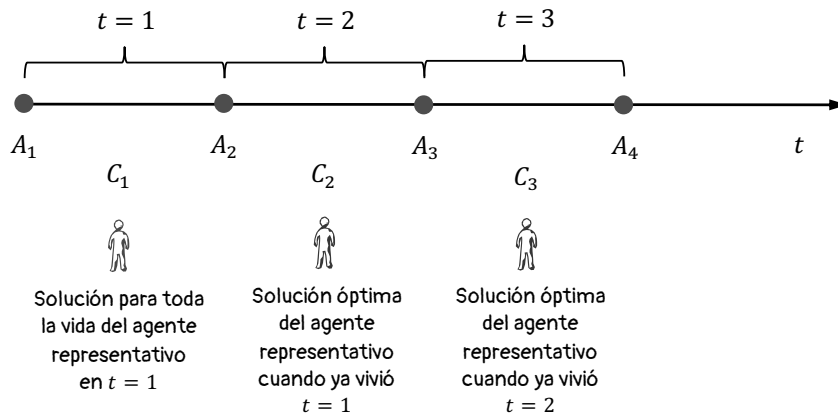 t = 1
t = 2
t = 3
A₁
A₂
A₃
A₄
t
C₁
C₂
C₃
Solución para toda
la vida del agente
representativo
en t = 1
Solución óptima
del agente
representativo
cuando ya vivió
t = 1
Solución óptima
del agente
representativo
cuando ya vivió
t = 2